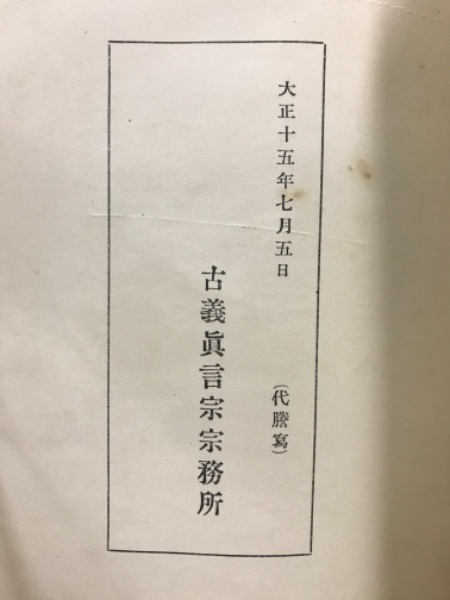 大正十五年七月五日
（代謄寫）
古義眞言宗宗務所